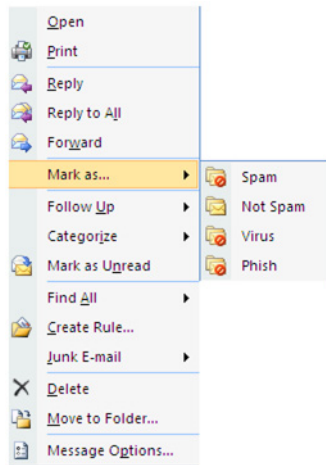 Open
Print
Reply
Reply to All
Forward
Mark as...
Spam
Not Spam
Virus
Phish
Follow Up
Categorize
Mark as Unread
Find All
Create Rule...
Junk E-mail
Delete
Move to Folder...
Message Options...